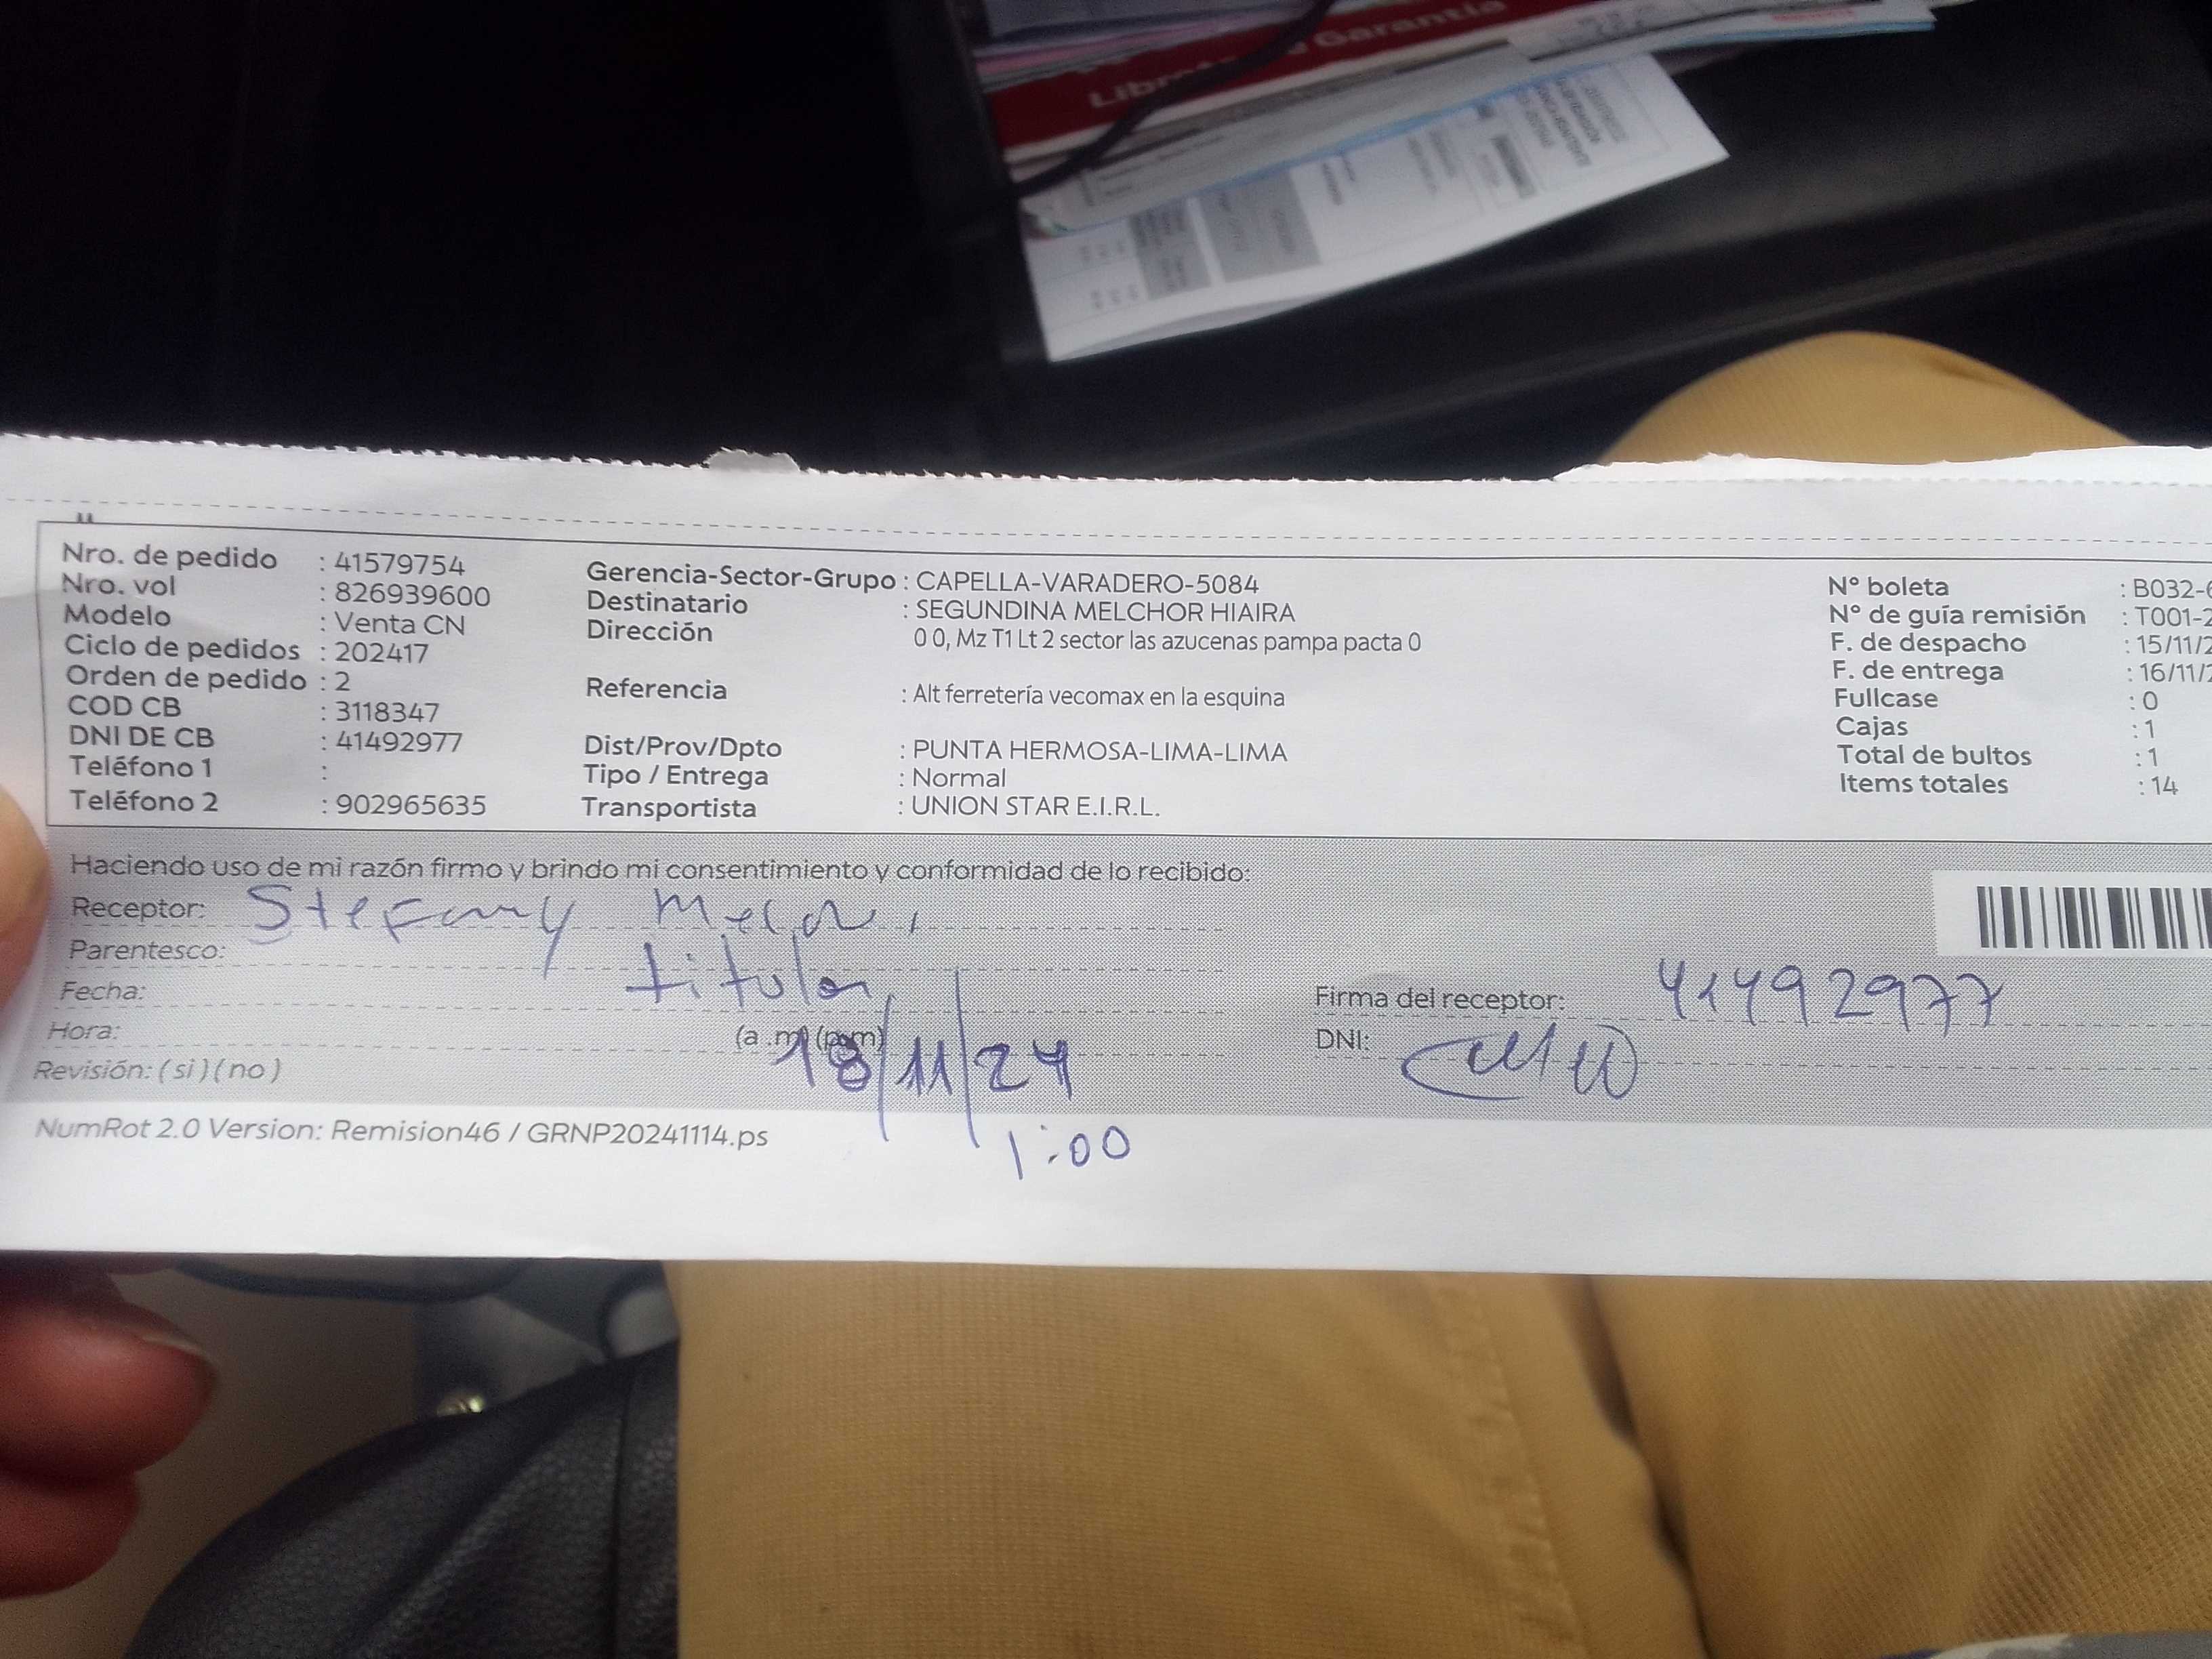 Libreta de Garantía
Nro. de pedido : 41579754
Nro. vol : 826939600
Modelo : Venta CN
Ciclo de pedidos : 202417
Orden de pedido : 2
COD CB : 3118347
DNI DE CB : 41492977
Teléfono 1 :
Teléfono 2 : 902965635
Gerencia-Sector-Grupo : CAPELLA-VARADERO-5084
Destinatario : SEGUNDINA MELCHOR HIAIRA
Dirección 0 0, Mz T1 Lt 2 sector las azucenas pampa pacta 0
Referencia : Alt ferretería vecomax en la esquina
Dist/Prov/Dpto : PUNTA HERMOSA-LIMA-LIMA
Tipo / Entrega : Normal
Transportista : UNION STAR E.I.R.L.
N° boleta : B032-
N° de guía remisión : T001-2
F. de despacho : 15/11/2
F. de entrega : 16/11/2
Fullcase : 0
Cajas : 1
Total de bultos : 1
Items totales : 14
Haciendo uso de mi razón firmo y brindo mi consentimiento y conformidad de lo recibido:
Receptor: Stefany
Parentesco: titular
Fecha: 18/11/24
Hora: (a .m) (p.m) 1:00
Revisión: ( si ) ( no )
Firma del receptor: 41492977
DNI:
NumRot 2.0 Version: Remision46 / GRNP20241114.ps